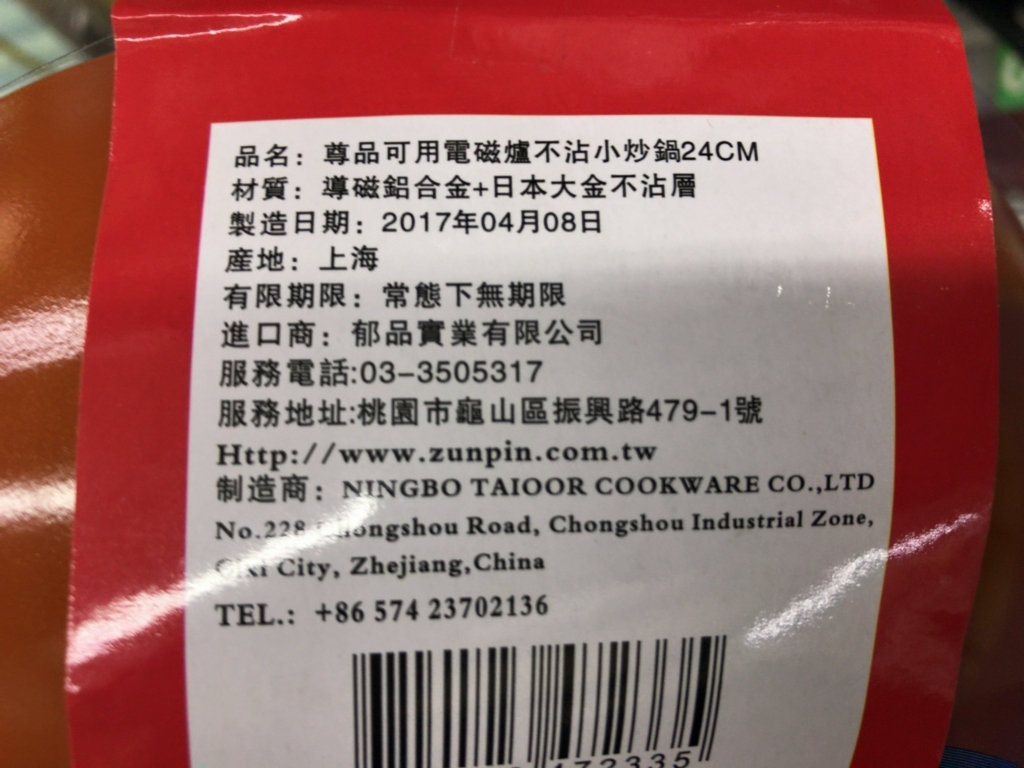 品名：尊品可用電磁爐不沾小炒鍋24CM
材質：導磁鋁合金+日本大金不沾層
製造日期：2017年04月08日
產地：上海
有限期限：常態下無期限
進口商：郁品實業有限公司
服務電話:03-3505317
服務地址:桃園市龜山區振興路479-1號
Http://www.zunpin.com.tw
制造商：NINGBO TAIOOR COOKWARE CO.,LTD
No.228 Chongshou Road, Chongshou Industrial Zone,
City, Zhejiang,China
TEL.: +86 574 23702136
472335